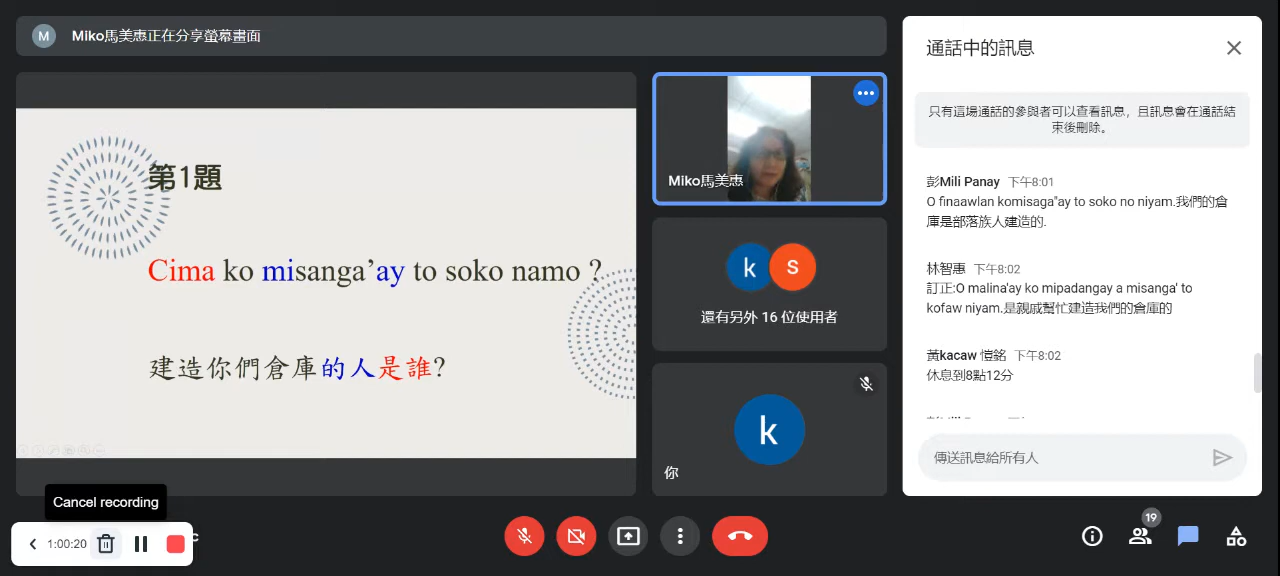 M Miko馬美惠正在分享螢幕畫面
第1題
Cima ko misanga’ay to soko namo ?
建造你們倉庫的人是誰?
Miko馬美惠
k S
還有另外 16 位使用者
k
你
通話中的訊息
只有這場通話的參與者可以查看訊息，且訊息會在通話結
束後刪除。
彭Mili Panay 下午8:01
O finaawlan komisaga"ay to soko no niyam.我們的倉
庫是部落族人建造的.
林智惠 下午8:02
訂正:O malina'ay ko mipadangay a misanga' to
kofaw niyam.是親戚幫忙建造我們的倉庫的
黃kacaw 愷銘 下午8:02
休息到8點12分
傳送訊息給所有人
Cancel recording
1:00:20
c
19